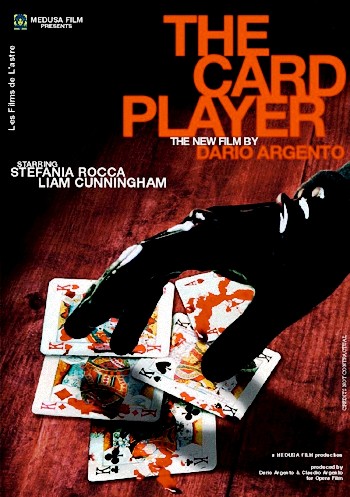 MEDUSA FILM
PRESENTS
Les Films de L'astre
THE
CARD
PLAYER
THE NEW FILM BY
DARIO ARGENTO
STARRING
STEFANIA ROCCA
LIAM CUNNINGHAM
K
K
K
K
K
CREDITS NOT CONTRACTUAL
a MEDUSA FILM production
produced by
Dario Argento & Claudio Argento
for Opera Film